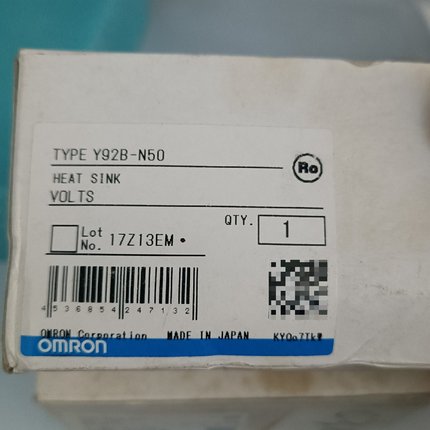 TYPE Y92B-N50
Ro
HEAT SINK
VOLTS
QTY. 1
Lot No. 17Z13EM •
4 536854 247132
OMRON Corporation MADE IN JAPAN
OMRON